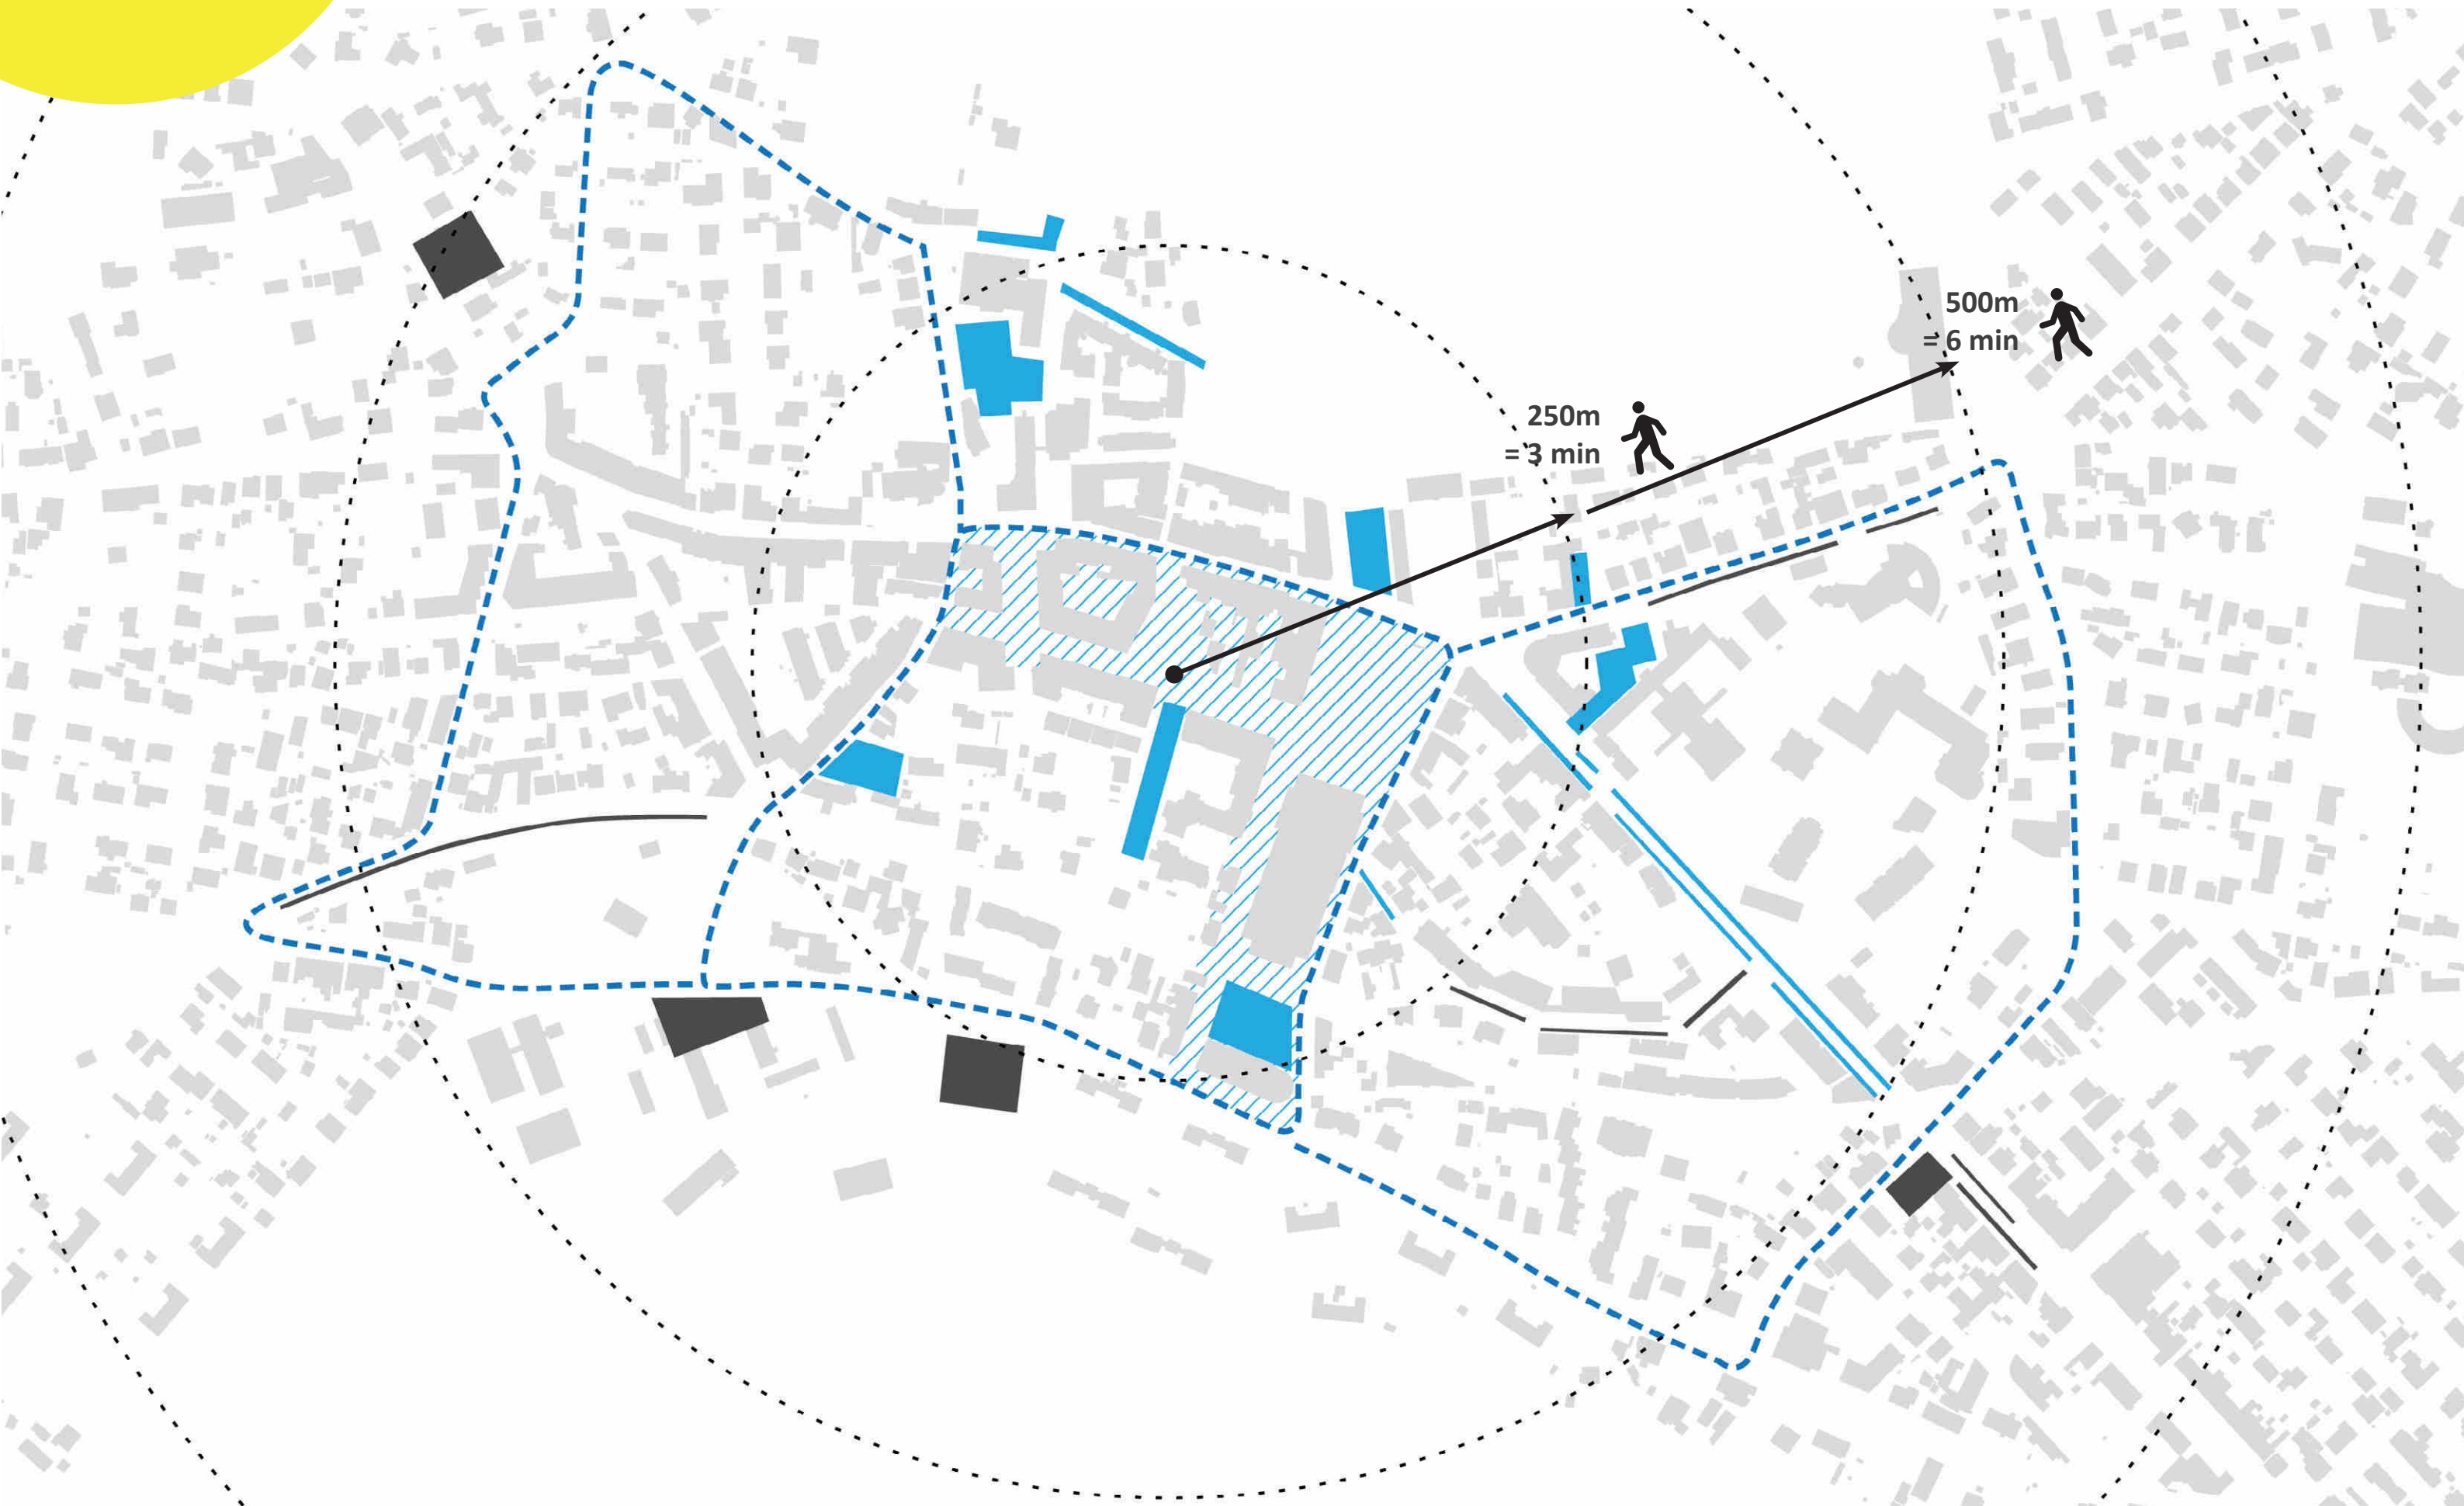 500m
= 6 min
250m
= 3 min